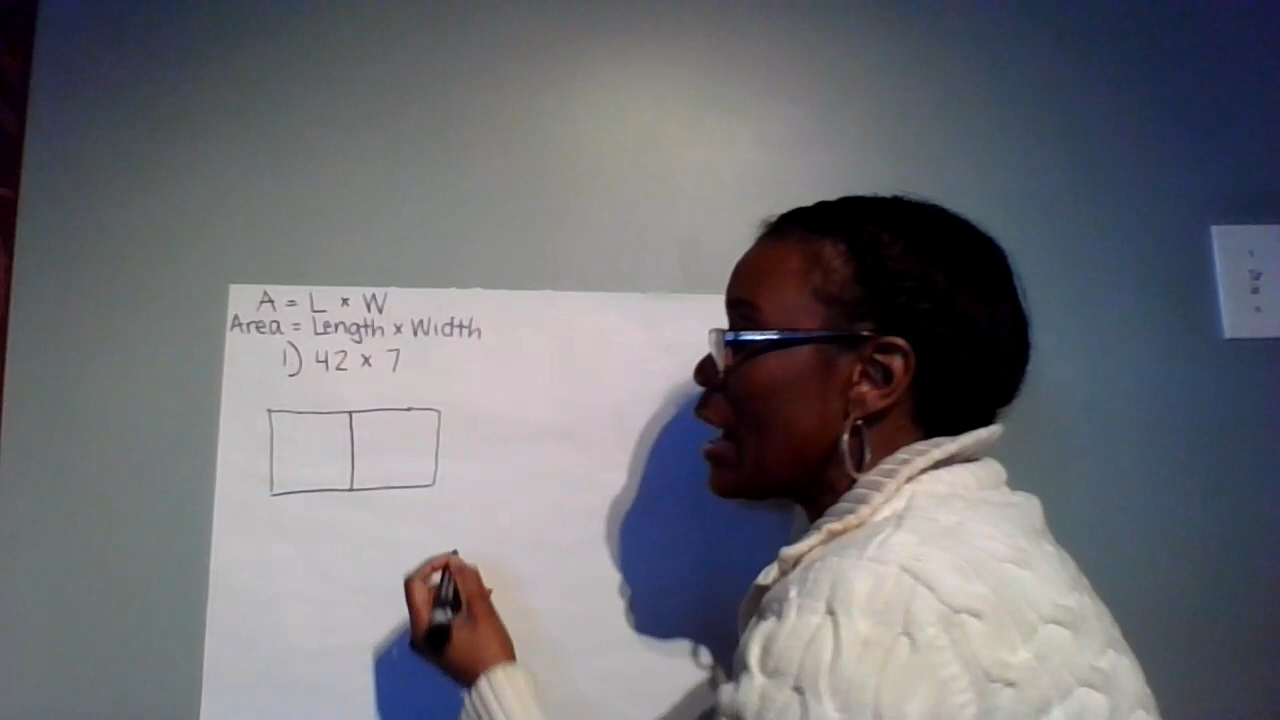 A = L × W
Area = Length × Width
1) 42 × 7